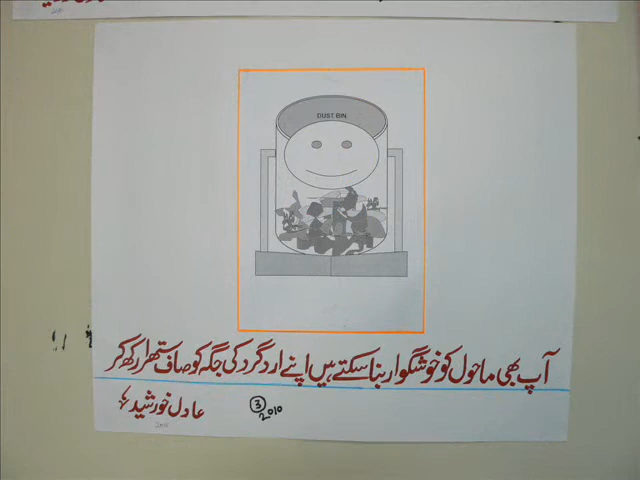 DUST BIN
آپ بھی ماحول کو خوشگوار بنا سکتے ہیں اپنے ارد گرد کی جگہ کو صاف ستھرا رکھ کر
عادل خورشید
3
2010